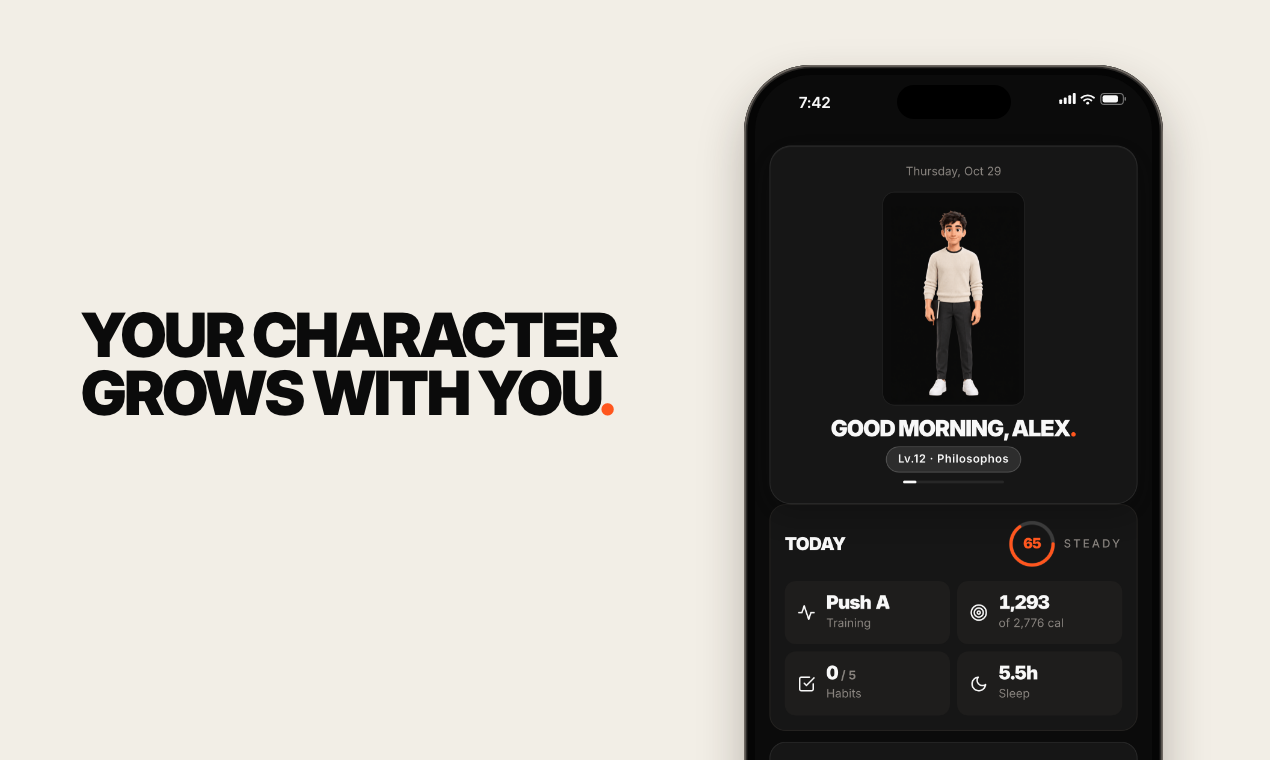 YOUR CHARACTER
GROWS WITH YOU.
7:42
Thursday, Oct 29
GOOD MORNING, ALEX.
Lv.12 · Philosophos
TODAY
65
STEADY
Push A
Training
1,293
of 2,776 cal
0 / 5
Habits
5.5h
Sleep